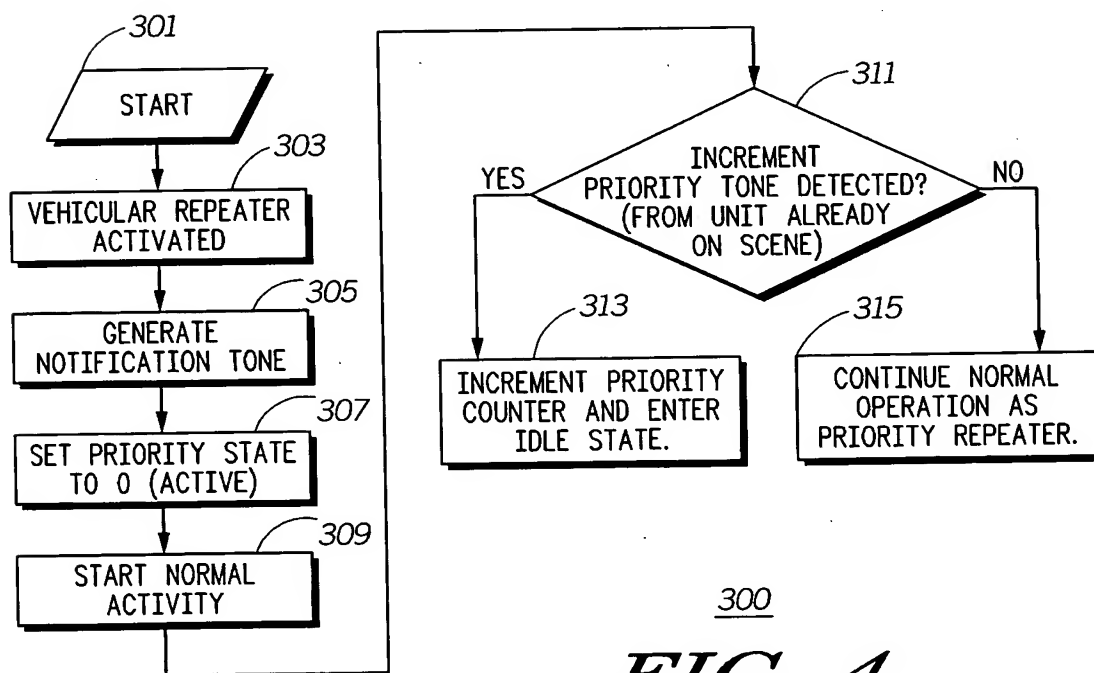 301
START
303
VEHICULAR REPEATER
ACTIVATED
305
GENERATE
NOTIFICATION TONE
307
SET PRIORITY STATE
TO 0 (ACTIVE)
309
START NORMAL
ACTIVITY
311
INCREMENT
PRIORITY TONE DETECTED?
(FROM UNIT ALREADY
ON SCENE)
YES
NO
313
INCREMENT PRIORITY
COUNTER AND ENTER
IDLE STATE.
315
CONTINUE NORMAL
OPERATION AS
PRIORITY REPEATER.
300
FIG. 4